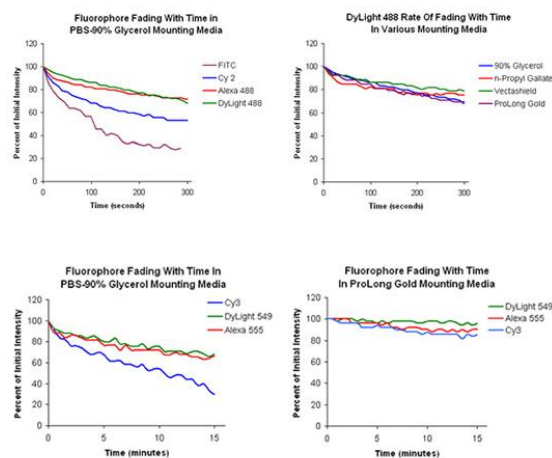 Fluorophore Fading With Time in
PBS-90% Glycerol Mounting Media
Percent of Initial Intensity
120
100
80
60
40
20
0
0
100
200
300
Time (seconds)
FITC
Cy 2
Alexa 488
DyLight 488
DyLight 488 Rate Of Fading With Time
In Various Mounting Media
Percent of Initial Intensity
120
100
80
60
40
20
0
0
100
200
300
Time (seconds)
90% Glycerol
n-Propyl Gallate
Vectashield
ProLong Gold
Fluorophore Fading With Time In
PBS-90% Glycerol Mounting Media
Percent of Initial Intensity
120
100
80
60
40
20
0
0
5
10
15
Time (minutes)
Cy3
DyLight 549
Alexa 555
Fluorophore Fading With Time
In ProLong Gold Mounting Media
Percent of Initial Intensity
120
100
80
60
40
20
0
0
5
10
15
Time (minutes)
DyLight 549
Alexa 555
Cy3